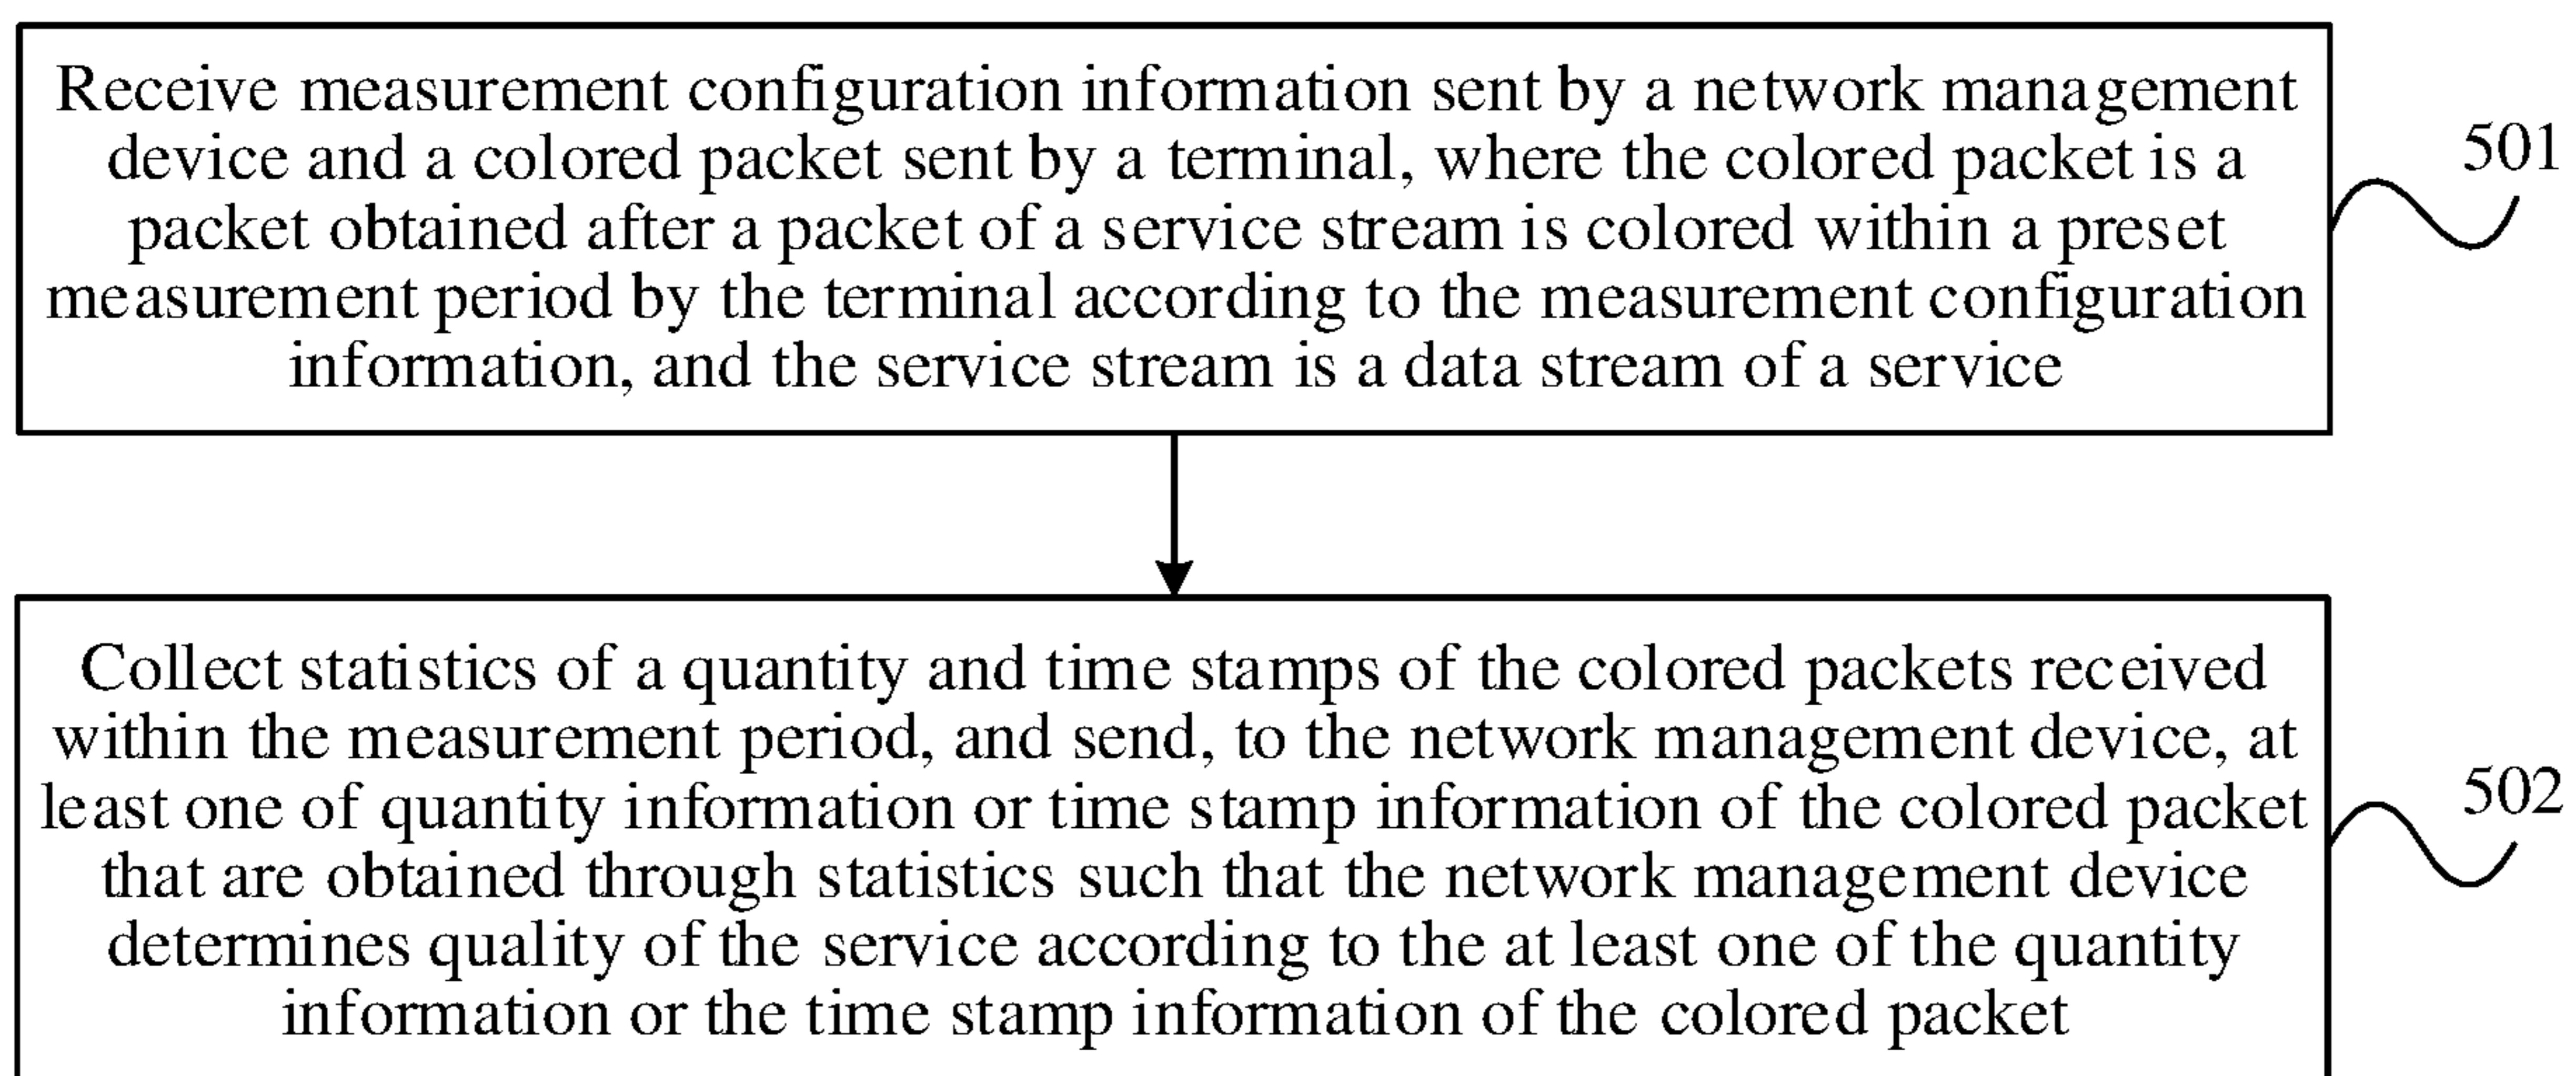 Receive measurement configuration information sent by a network management
device and a colored packet sent by a terminal, where the colored packet is a
packet obtained after a packet of a service stream is colored within a preset
measurement period by the terminal according to the measurement configuration
information, and the service stream is a data stream of a service
501
Collect statistics of a quantity and time stamps of the colored packets received
within the measurement period, and send, to the network management device, at
least one of quantity information or time stamp information of the colored packet
that are obtained through statistics such that the network management device
determines quality of the service according to the at least one of the quantity
information or the time stamp information of the colored packet
502